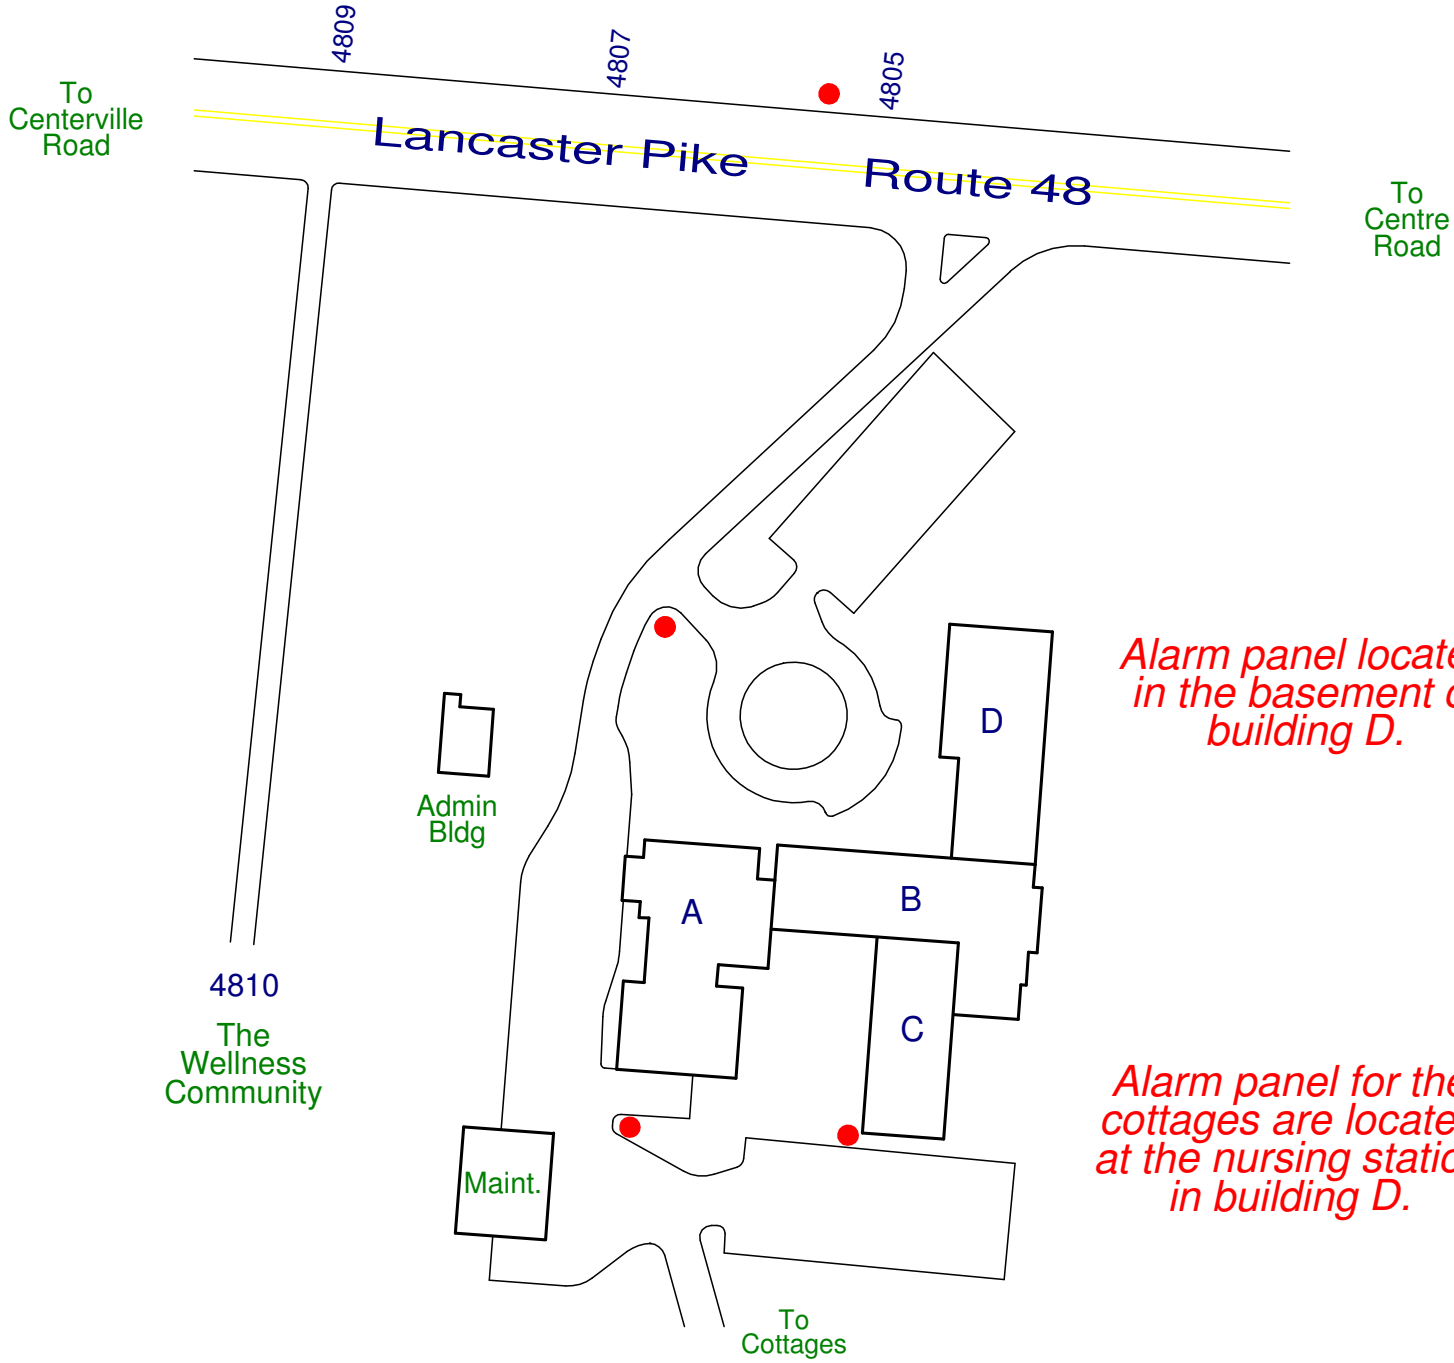 4809
4807
4805
To
Centerville
Road
Lancaster Pike Route 48
To
Centre
Road
Alarm panel locate
in the basement o
building D.
D
Admin
Bldg
A
B
C
4810
The
Wellness
Community
Alarm panel for the
cottages are locate
at the nursing static
in building D.
Maint.
To
Cottages